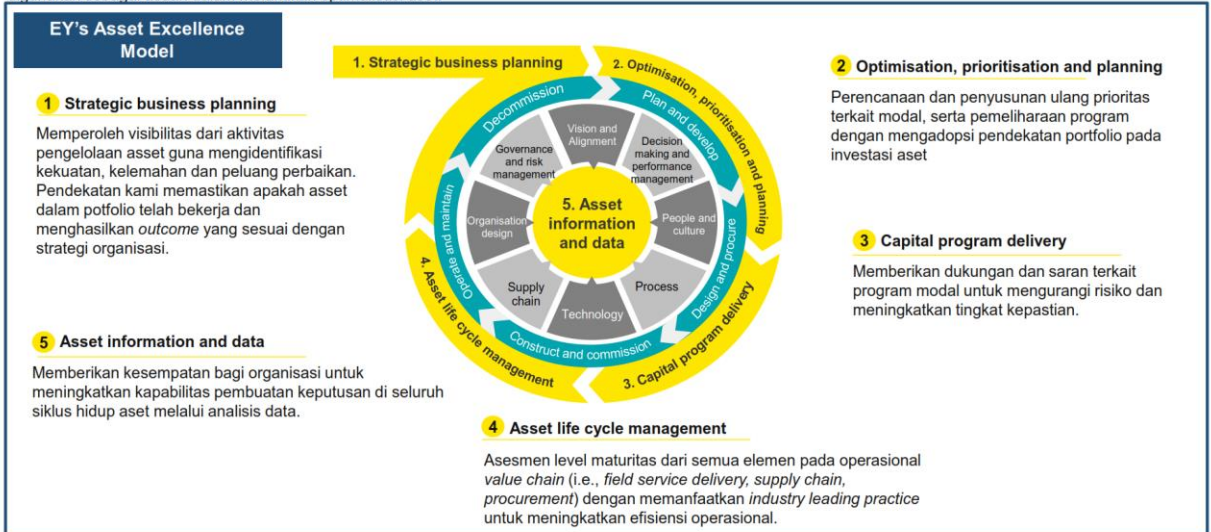 EY's Asset Excellence
Model
1 Strategic business planning
Memperoleh visibilitas dari aktivitas
pengelolaan asset guna mengidentifikasi
kekuatan, kelemahan dan peluang perbaikan.
Pendekatan kami memastikan apakah asset
dalam potfolio telah bekerja dan
menghasilkan outcome yang sesuai dengan
strategi organisasi.
5 Asset information and data
Memberikan kesempatan bagi organisasi untuk
meningkatkan kapabilitas pembuatan keputusan di seluruh
siklus hidup aset melalui analisis data.
1. Strategic business planning
2. Optimisation, prioritisation and planning
3. Capital program delivery
4. Asset life cycle management
Decommission
Plan and develop
Design and procure
Construct and commission
Operate and maintain
Vision and
Alignment
Decision
making and
performance
management
People and
culture
Process
Technology
Supply
chain
Organisation
design
Governance
and risk
management
5. Asset
information
and data
2 Optimisation, prioritisation and planning
Perencanaan dan penyusunan ulang prioritas
terkait modal, serta pemeliharaan program
dengan mengadopsi pendekatan portfolio pada
investasi aset
3 Capital program delivery
Memberikan dukungan dan saran terkait
program modal untuk mengurangi risiko dan
meningkatkan tingkat kepastian.
4 Asset life cycle management
Asesmen level maturitas dari semua elemen pada operasional
value chain (i.e., field service delivery, supply chain,
procurement) dengan memanfaatkan industry leading practice
untuk meningkatkan efisiensi operasional.